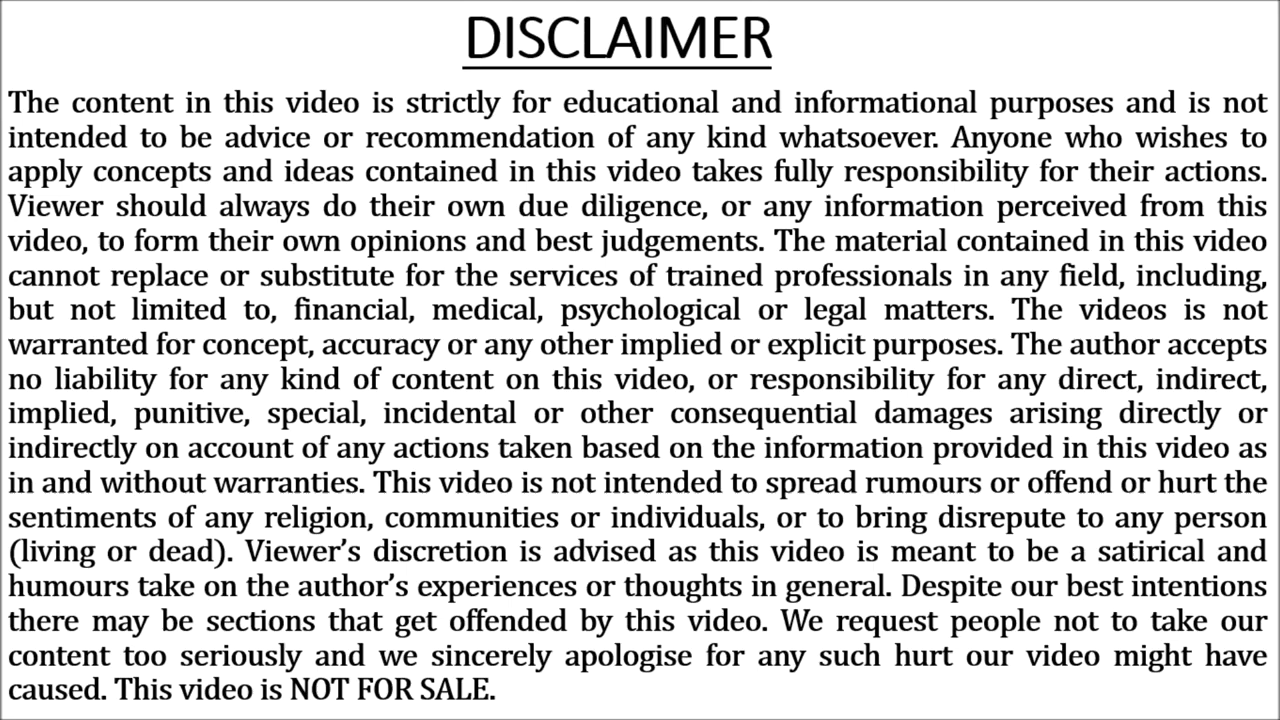 DISCLAIMER
The content in this video is strictly for educational and informational purposes and is not
intended to be advice or recommendation of any kind whatsoever. Anyone who wishes to
apply concepts and ideas contained in this video takes fully responsibility for their actions.
Viewer should always do their own due diligence, or any information perceived from this
video, to form their own opinions and best judgements. The material contained in this video
cannot replace or substitute for the services of trained professionals in any field, including,
but not limited to, financial, medical, psychological or legal matters. The videos is not
warranted for concept, accuracy or any other implied or explicit purposes. The author accepts
no liability for any kind of content on this video, or responsibility for any direct, indirect,
implied, punitive, special, incidental or other consequential damages arising directly or
indirectly on account of any actions taken based on the information provided in this video as
in and without warranties. This video is not intended to spread rumours or offend or hurt the
sentiments of any religion, communities or individuals, or to bring disrepute to any person
(living or dead). Viewer’s discretion is advised as this video is meant to be a satirical and
humours take on the author’s experiences or thoughts in general. Despite our best intentions
there may be sections that get offended by this video. We request people not to take our
content too seriously and we sincerely apologise for any such hurt our video might have
caused. This video is NOT FOR SALE.